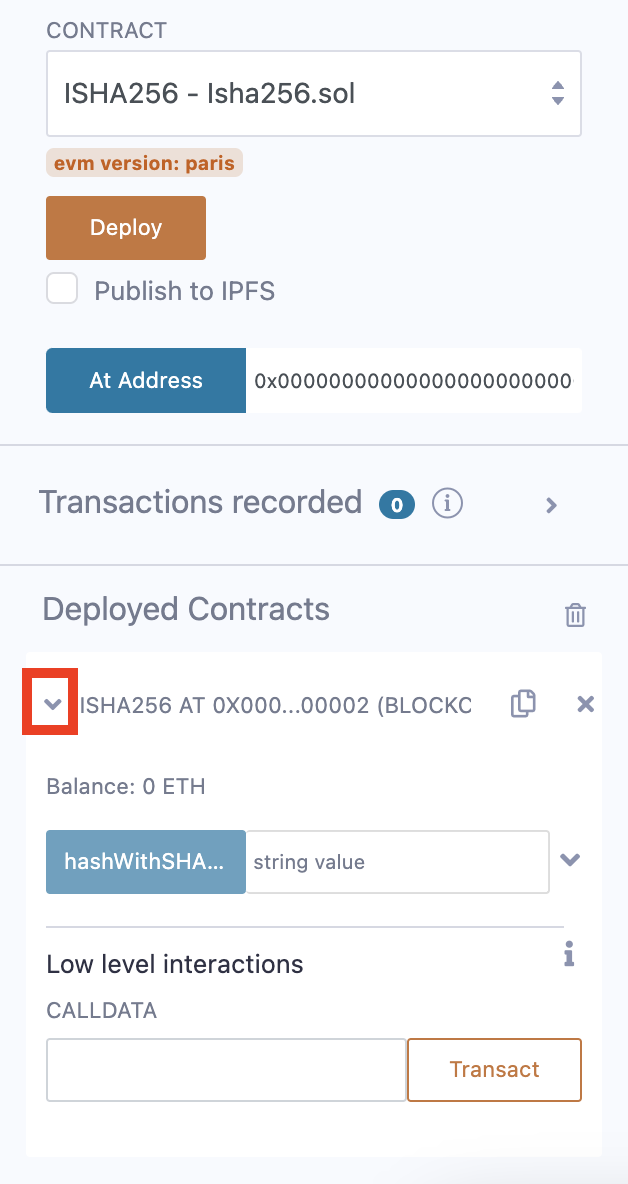 CONTRACT
ISHA256 - Isha256.sol
evm version: paris
Deploy
Publish to IPFS
At Address 0x00000000000000000000000
Transactions recorded 0 i
Deployed Contracts
ISHA256 AT 0X000...00002 (BLOCKC
Balance: 0 ETH
hashWithSHA... string value
Low level interactions i
CALLDATA
Transact